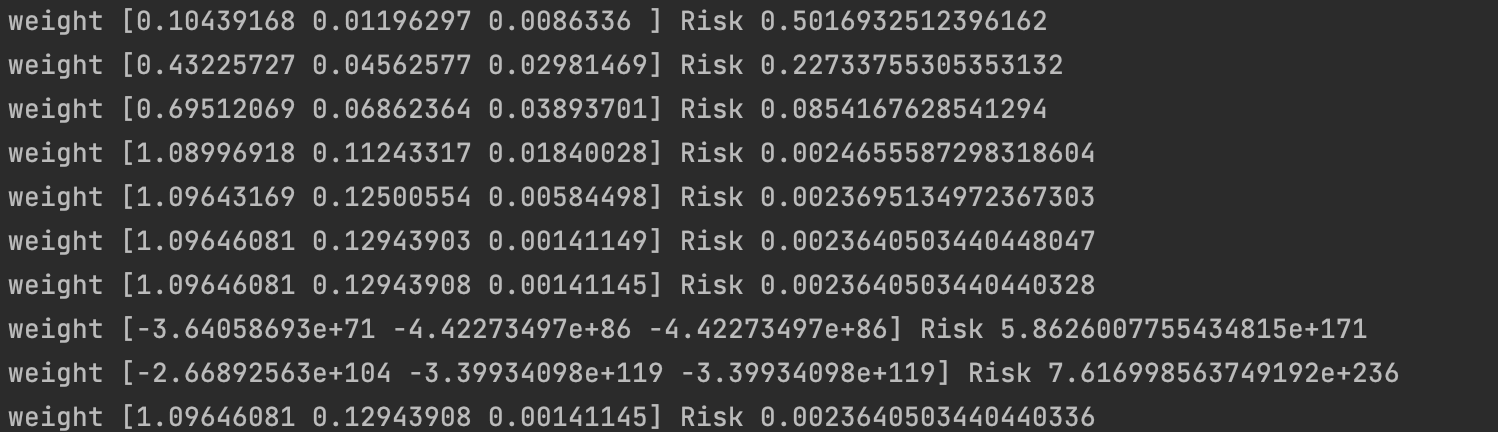 weight [0.10439168 0.01196297 0.0086336 ] Risk 0.5016932512396162
weight [0.43225727 0.04562577 0.02981469] Risk 0.22733755305353132
weight [0.69512069 0.06862364 0.03893701] Risk 0.0854167628541294
weight [1.08996918 0.11243317 0.01840028] Risk 0.0024655587298318604
weight [1.09643169 0.12500554 0.00584498] Risk 0.0023695134972367303
weight [1.09646081 0.12943903 0.00141149] Risk 0.0023640503440448047
weight [1.09646081 0.12943908 0.00141145] Risk 0.0023640503440440328
weight [-3.64058693e+71 -4.42273497e+86 -4.42273497e+86] Risk 5.8626007755434815e+171
weight [-2.66892563e+104 -3.39934098e+119 -3.39934098e+119] Risk 7.616998563749192e+236
weight [1.09646081 0.12943908 0.00141145] Risk 0.0023640503440440336